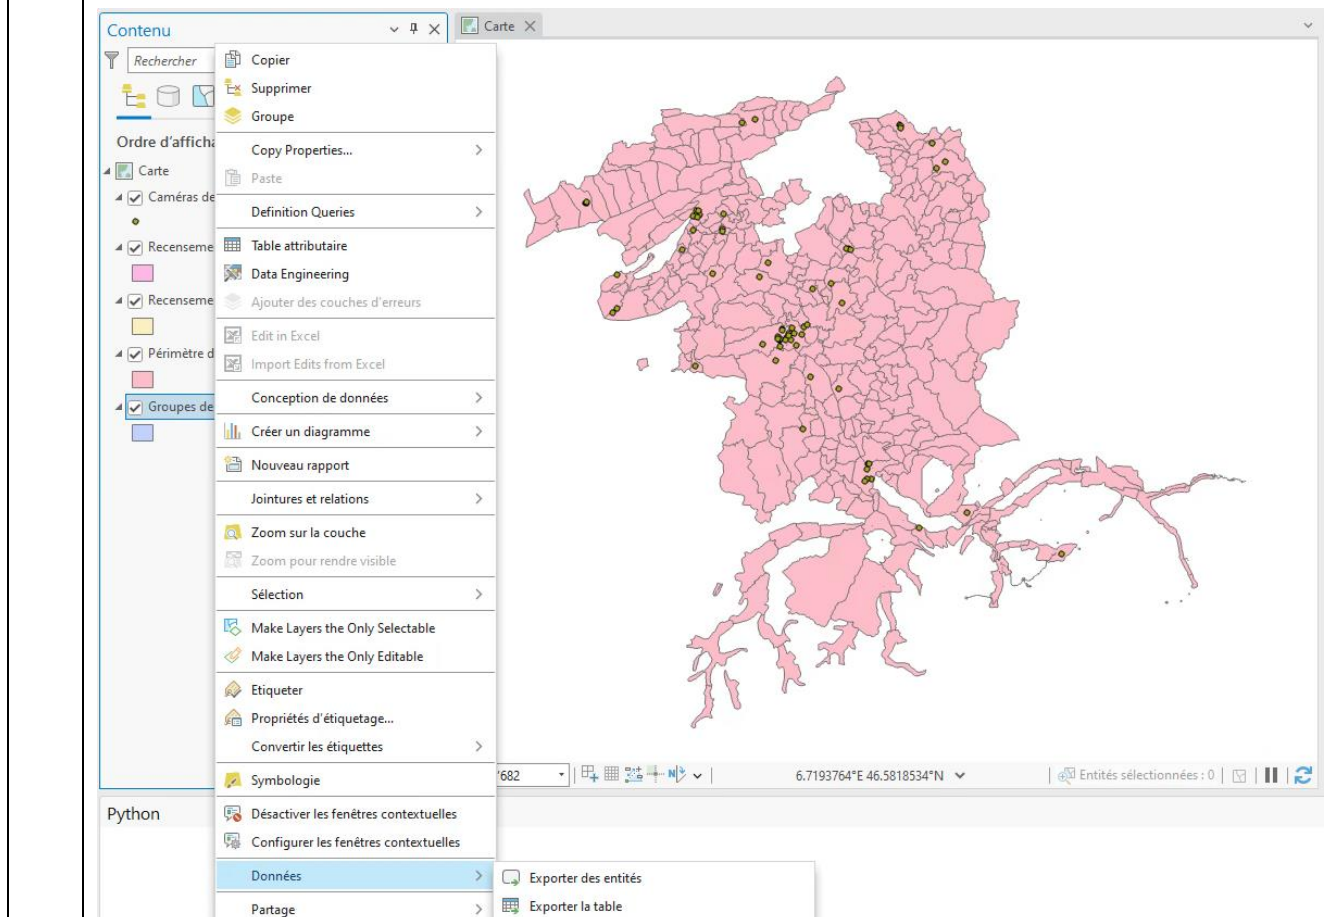 Contenu
Carte
Rechercher
Ordre d'afficha
Carte
Caméras de
Recenseme
Recenseme
Périmètre d
Groupes de
Copier
Supprimer
Groupe
Copy Properties...
Paste
Definition Queries
Table attributaire
Data Engineering
Ajouter des couches d'erreurs
Edit in Excel
Import Edits from Excel
Conception de données
Créer un diagramme
Nouveau rapport
Jointures et relations
Zoom sur la couche
Zoom pour rendre visible
Sélection
Make Layers the Only Selectable
Make Layers the Only Editable
Etiqueter
Propriétés d'étiquetage...
Convertir les étiquettes
Symbologie
Désactiver les fenêtres contextuelles
Configurer les fenêtres contextuelles
Données
Partage
Exporter des entités
Exporter la table
682
N
6.7193764°E 46.5818534°N
Entités sélectionnées : 0
Python